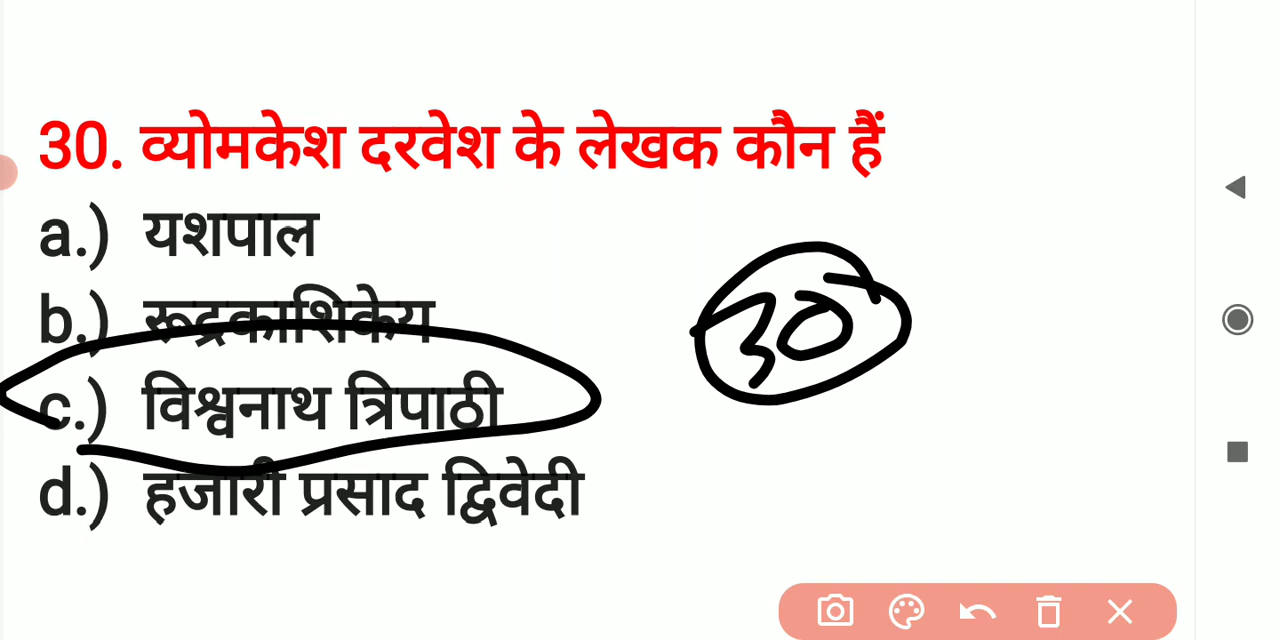 30. व्योमकेश दरवेश के लेखक कौन हैं
a.) यशपाल
b.) रूद्रकाशिकेय
c.) विश्वनाथ त्रिपाठी
30
d.) हजारी प्रसाद द्विवेदी